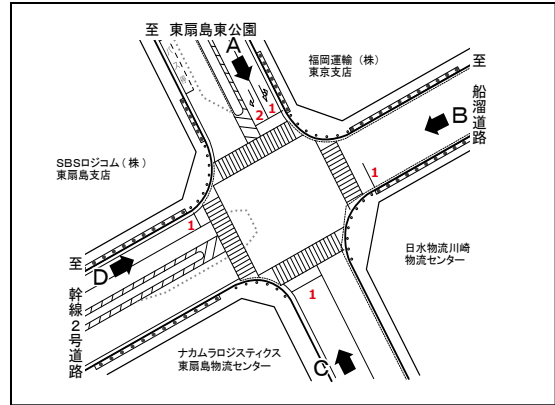 至 東扇島東公園
A
福岡運輸(株)
東京支店
至 船溜道路
B
2
1
1
SBSロジコム(株)
東扇島支店
1
D
至 幹線2号道路
日水物流川崎
物流センター
1
ナカムラロジスティクス
東扇島物流センター
C